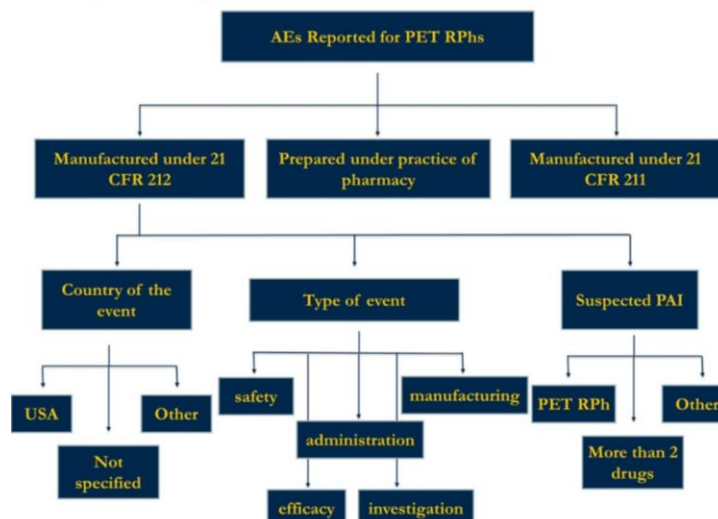 AEs Reported for PET RPhs
Manufactured under 21
CFR 212
Prepared under practice of
pharmacy
Manufactured under 21
CFR 211
Country of the
event
Type of event
Suspected PAI
USA
Other
Not
specified
safety
manufacturing
administration
efficacy
investigation
PET RPh
Other
More than 2
drugs